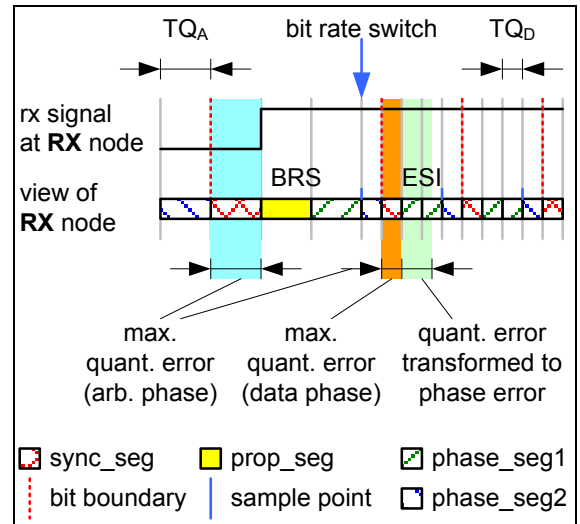 TQA bit rate switch TQD
rx signal
at RX node
BRS ESI
view of
RX node
max.
quant. error
(arb. phase)
max.
quant. error
(data phase)
quant. error
transformed to
phase error
sync_seg prop_seg phase_seg1
bit boundary sample point phase_seg2